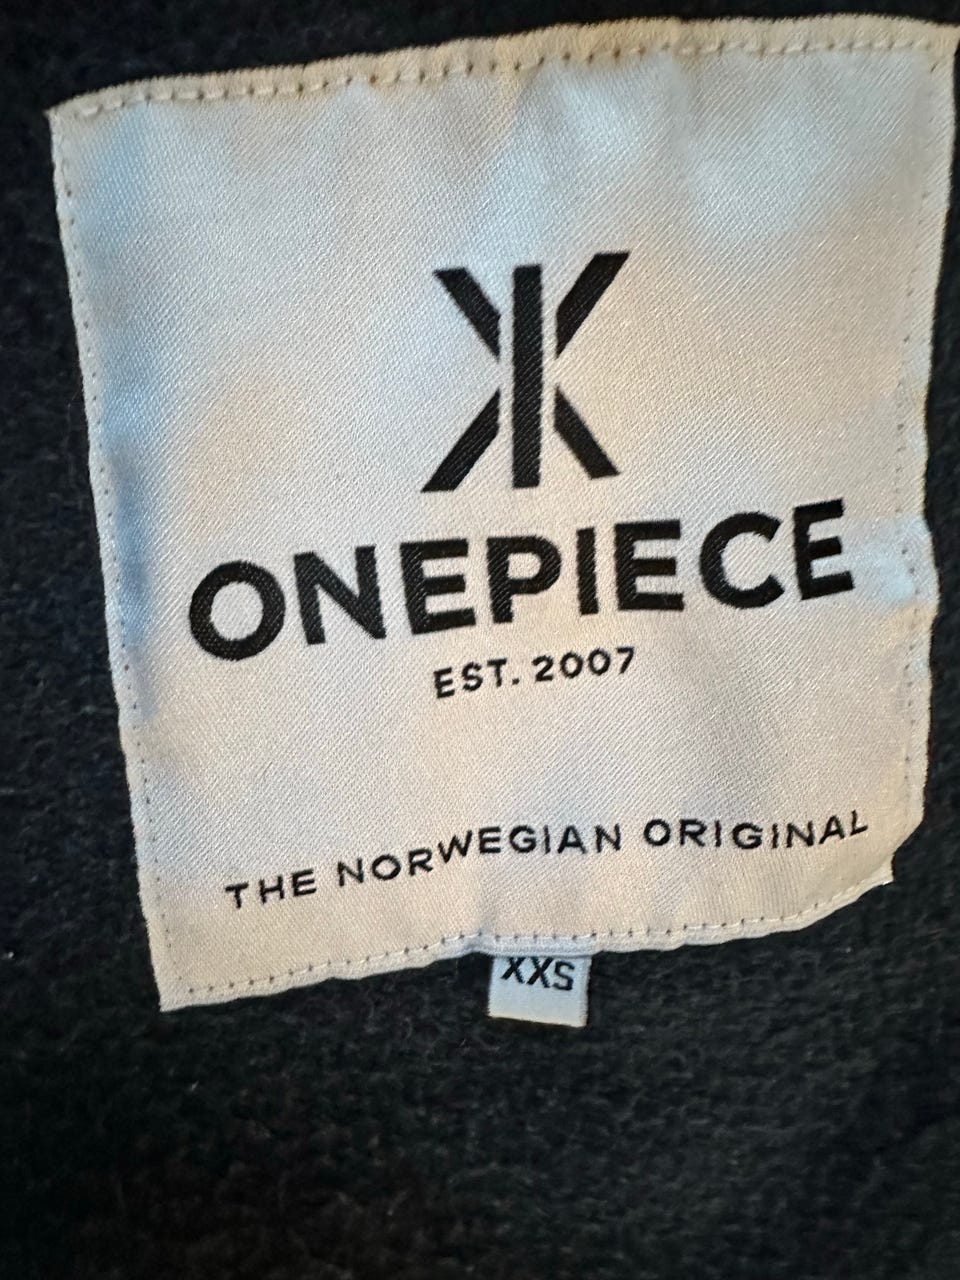 ONEPIECE
EST. 2007
THE NORWEGIAN ORIGINAL
XXS